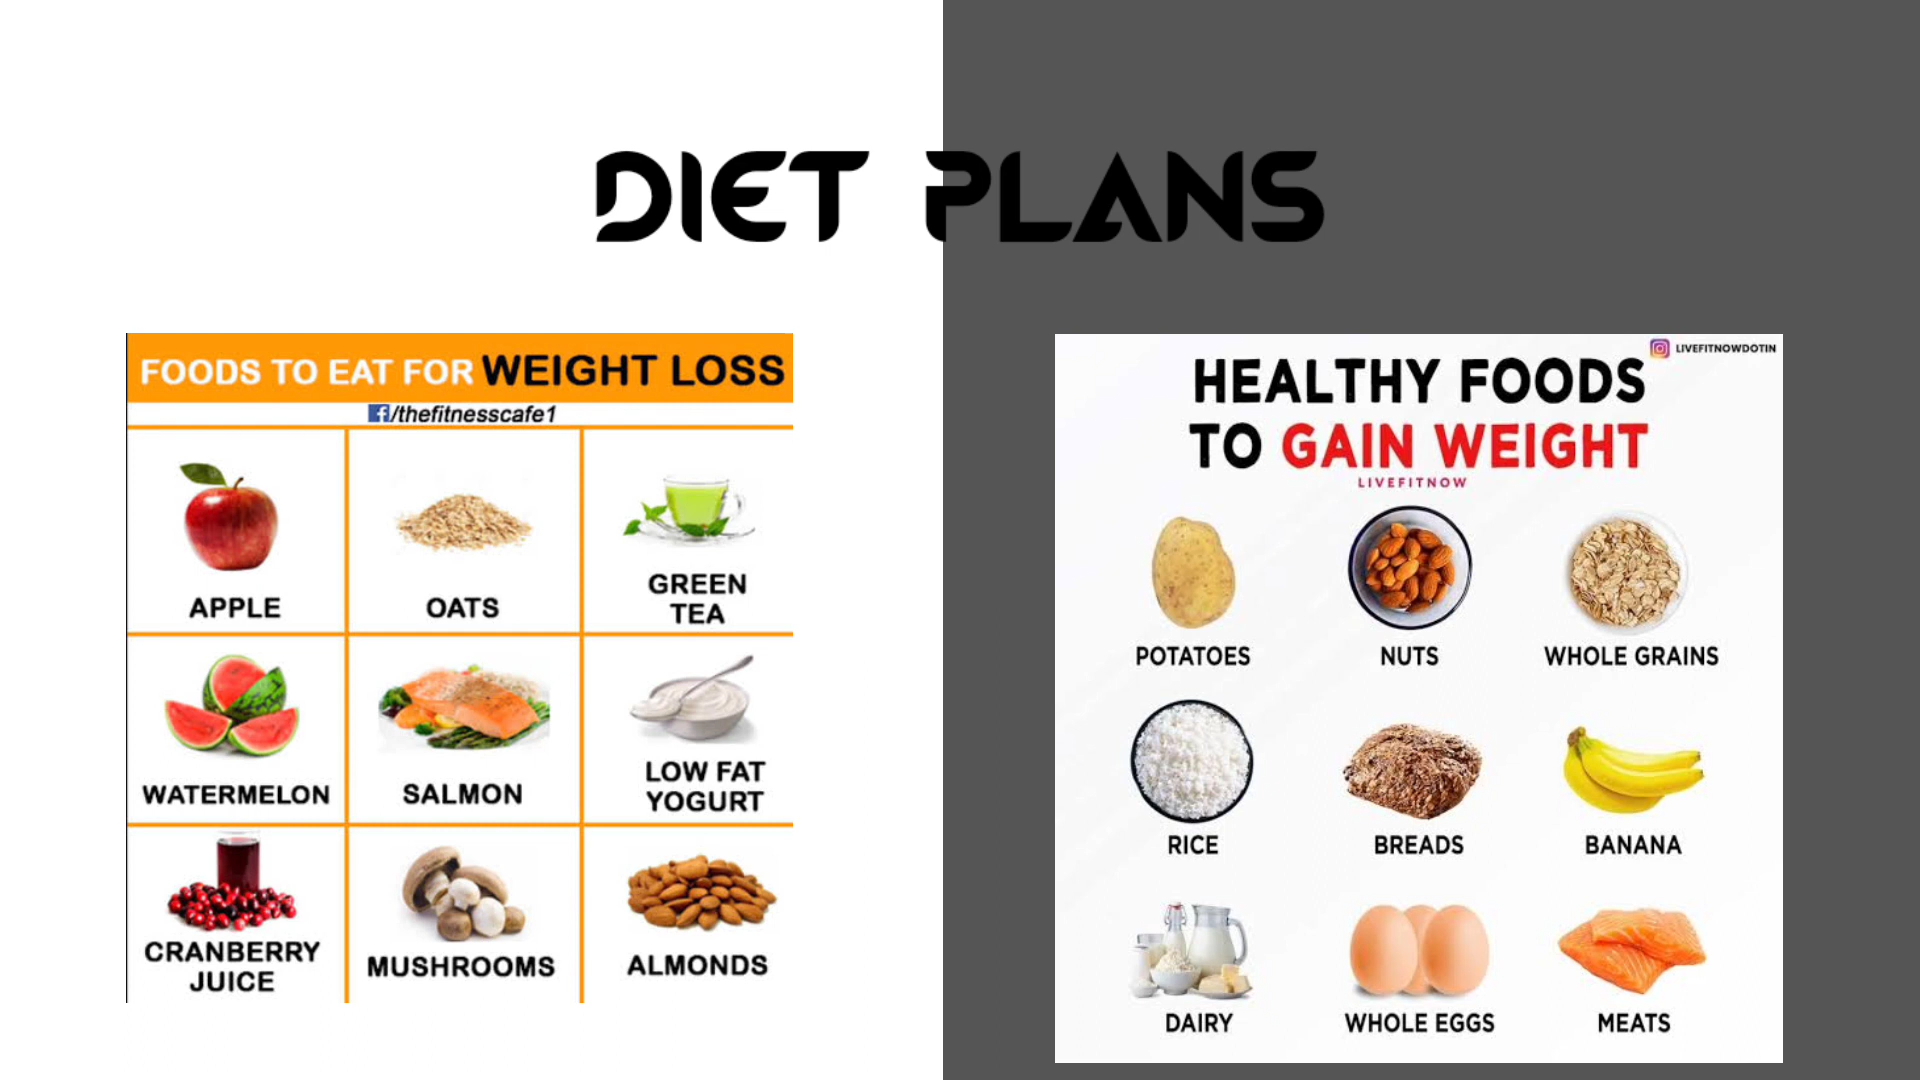 DIET PLANS
FOODS TO EAT FOR WEIGHT LOSS
f/thefitnesscafe1
APPLE
OATS
GREEN
TEA
WATERMELON
SALMON
LOW FAT
YOGURT
CRANBERRY
JUICE
MUSHROOMS
ALMONDS
LIVEFITNOWDOTIN
HEALTHY FOODS
TO GAIN WEIGHT
LIVEFITNOW
POTATOES
NUTS
WHOLE GRAINS
RICE
BREADS
BANANA
DAIRY
WHOLE EGGS
MEATS